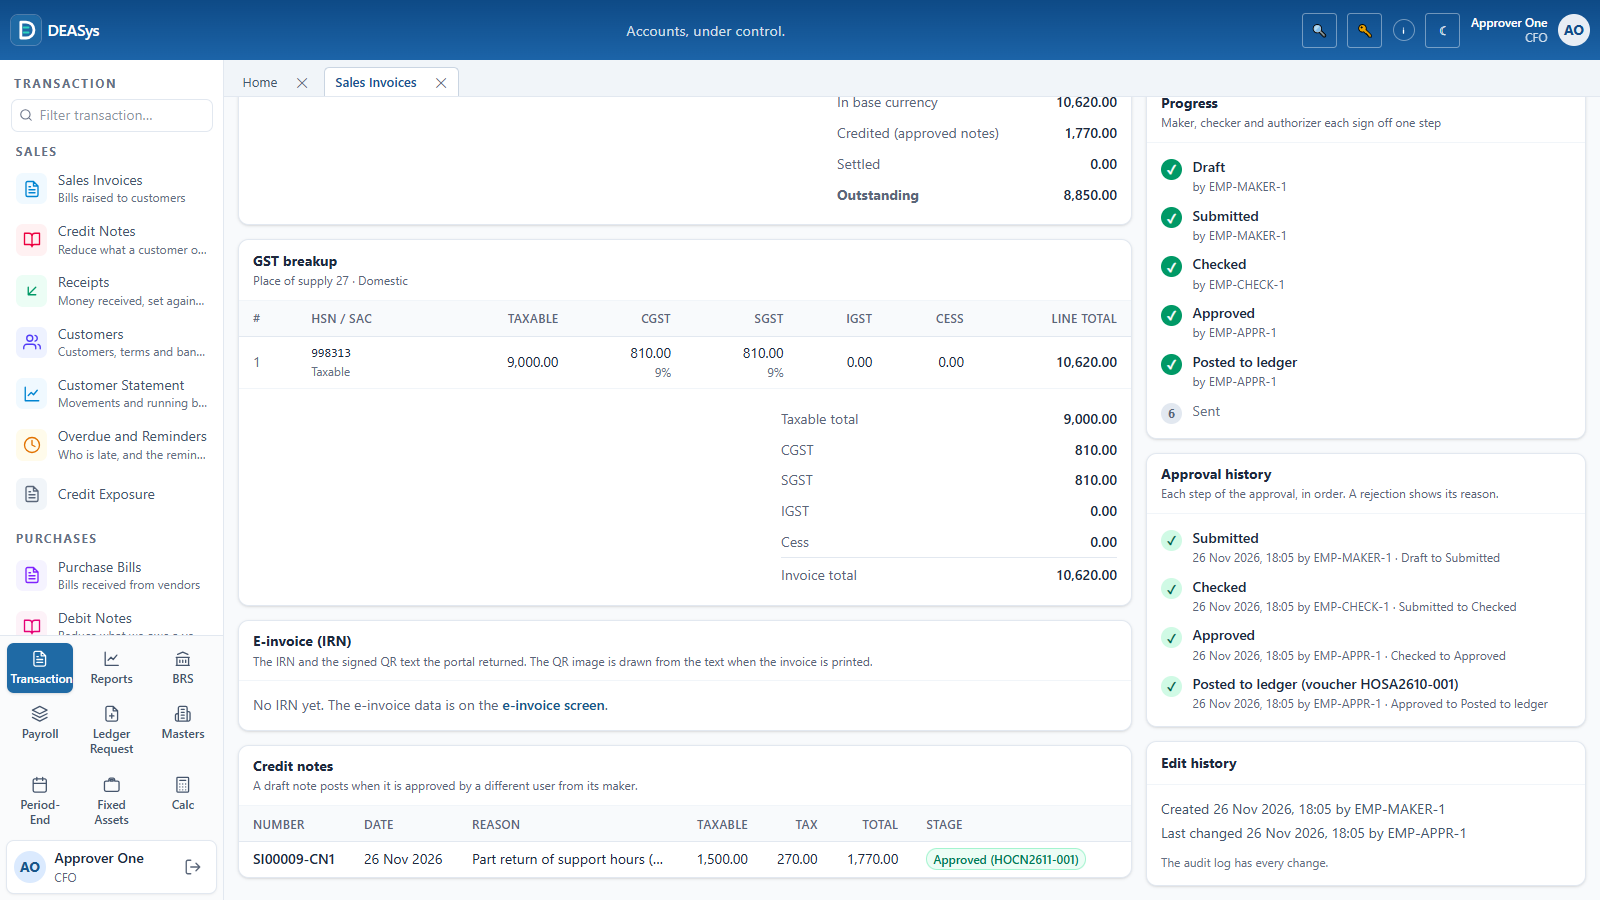 DEASys
Accounts, under control.
Approver One
CFO
AO
TRANSACTION
Filter transaction...
SALES
Sales Invoices
Bills raised to customers
Credit Notes
Reduce what a customer o...
Receipts
Money received, set again...
Customers
Customers, terms and ban...
Customer Statement
Movements and running b...
Overdue and Reminders
Who is late, and the remin...
Credit Exposure
PURCHASES
Purchase Bills
Bills received from vendors
Debit Notes
Transaction
Reports
BRS
Payroll
Ledger Request
Masters
Period-End
Fixed Assets
Calc
AO
Approver One
CFO
Home
Sales Invoices
In base currency 10,620.00
Credited (approved notes) 1,770.00
Settled 0.00
Outstanding 8,850.00
GST breakup
Place of supply 27 · Domestic
# HSN / SAC TAXABLE CGST SGST IGST CESS LINE TOTAL
1 998313 9,000.00 810.00 810.00 0.00 0.00 10,620.00
Taxable 9% 9%
Taxable total 9,000.00
CGST 810.00
SGST 810.00
IGST 0.00
Cess 0.00
Invoice total 10,620.00
E-invoice (IRN)
The IRN and the signed QR text the portal returned. The QR image is drawn from the text when the invoice is printed.
No IRN yet. The e-invoice data is on the e-invoice screen.
Credit notes
A draft note posts when it is approved by a different user from its maker.
NUMBER DATE REASON TAXABLE TAX TOTAL STAGE
SI00009-CN1 26 Nov 2026 Part return of support hours (... 1,500.00 270.00 1,770.00 Approved (HOCN2611-001)
Progress
Maker, checker and authorizer each sign off one step
Draft
by EMP-MAKER-1
Submitted
by EMP-MAKER-1
Checked
by EMP-CHECK-1
Approved
by EMP-APPR-1
Posted to ledger
by EMP-APPR-1
6 Sent
Approval history
Each step of the approval, in order. A rejection shows its reason.
Submitted
26 Nov 2026, 18:05 by EMP-MAKER-1 · Draft to Submitted
Checked
26 Nov 2026, 18:05 by EMP-CHECK-1 · Submitted to Checked
Approved
26 Nov 2026, 18:05 by EMP-APPR-1 · Checked to Approved
Posted to ledger (voucher HOSA2610-001)
26 Nov 2026, 18:05 by EMP-APPR-1 · Approved to Posted to ledger
Edit history
Created 26 Nov 2026, 18:05 by EMP-MAKER-1
Last changed 26 Nov 2026, 18:05 by EMP-APPR-1
The audit log has every change.